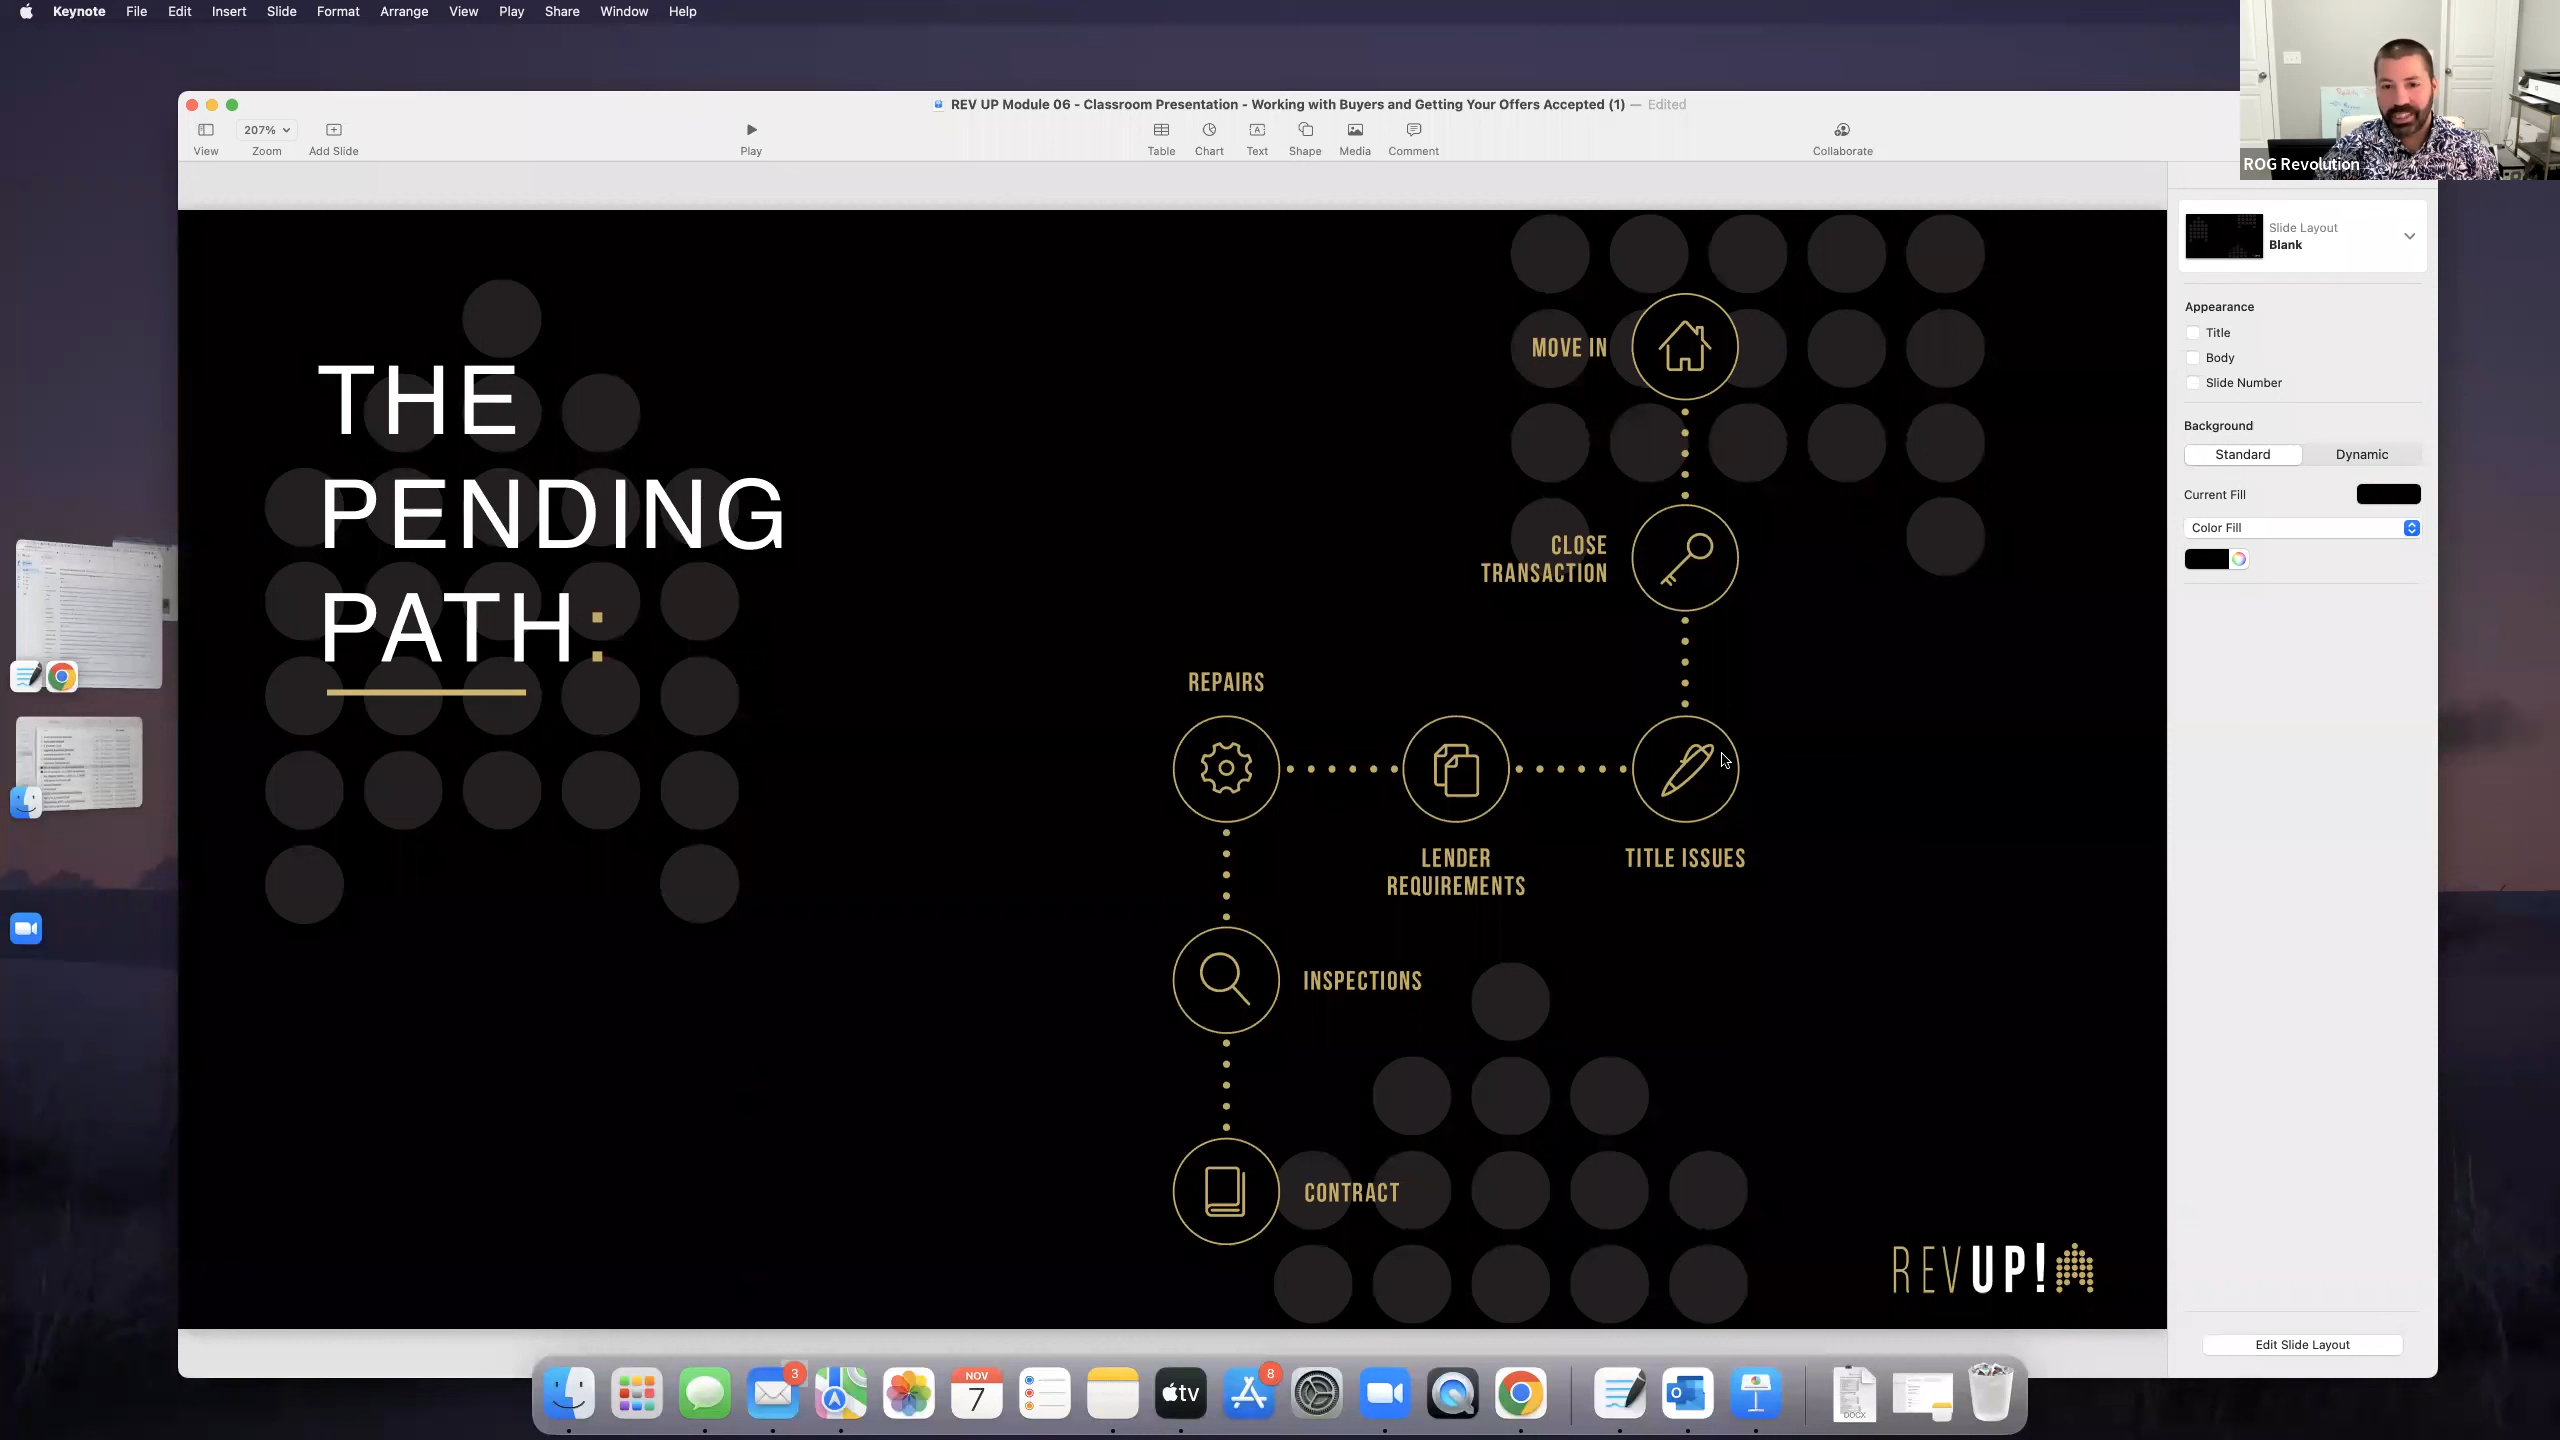 Keynote File Edit Insert Slide Format Arrange View Play Share Window Help
REV UP Module 06 - Classroom Presentation - Working with Buyers and Getting Your Offers Accepted (1) — Edited
207%
View Zoom Add Slide Play Table Chart Text Shape Media Comment Collaborate
ROG Revolution
THE
PENDING
PATH:
MOVE IN
CLOSE
TRANSACTION
REPAIRS
LENDER
REQUIREMENTS
TITLE ISSUES
INSPECTIONS
CONTRACT
REVUP!
Slide Layout
Blank
Appearance
Title
Body
Slide Number
Background
Standard Dynamic
Current Fill
Color Fill
Edit Slide Layout
3
NOV
7
tv
8
DOCX